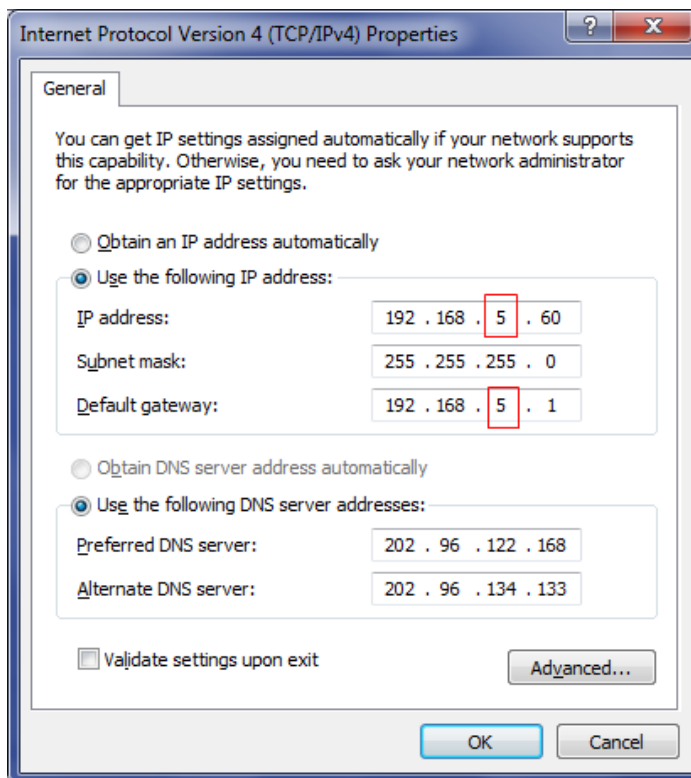 Internet Protocol Version 4 (TCP/IPv4) Properties
?
X
General
You can get IP settings assigned automatically if your network supports
this capability. Otherwise, you need to ask your network administrator
for the appropriate IP settings.
Obtain an IP address automatically
Use the following IP address:
IP address: 192 . 168 . 5 . 60
Subnet mask: 255 . 255 . 255 . 0
Default gateway: 192 . 168 . 5 . 1
Obtain DNS server address automatically
Use the following DNS server addresses:
Preferred DNS server: 202 . 96 . 122 . 168
Alternate DNS server: 202 . 96 . 134 . 133
Validate settings upon exit
Advanced...
OK Cancel